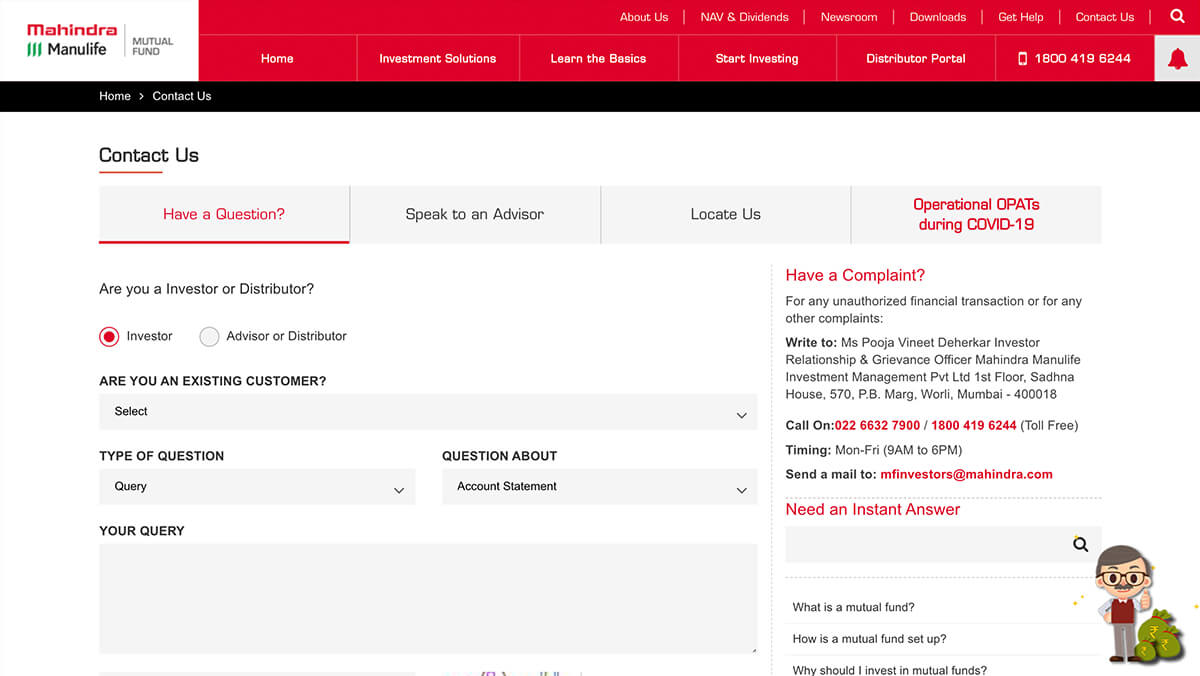 Mahindra
Manulife
MUTUAL
FUND
About Us
NAV & Dividends
Newsroom
Downloads
Get Help
Contact Us
Home
Investment Solutions
Learn the Basics
Start Investing
Distributor Portal
1800 419 6244
Home > Contact Us
Contact Us
Have a Question?
Speak to an Advisor
Locate Us
Operational OPATs
during COVID-19
Are you a Investor or Distributor?
Investor
Advisor or Distributor
ARE YOU AN EXISTING CUSTOMER?
Select
TYPE OF QUESTION
Query
QUESTION ABOUT
Account Statement
YOUR QUERY
Have a Complaint?
For any unauthorized financial transaction or for any
other complaints:
Write to: Ms Pooja Vineet Deherkar Investor
Relationship & Grievance Officer Mahindra Manulife
Investment Management Pvt Ltd 1st Floor, Sadhna
House, 570, P.B. Marg, Worli, Mumbai - 400018
Call On:022 6632 7900 / 1800 419 6244 (Toll Free)
Timing: Mon-Fri (9AM to 6PM)
Send a mail to: mfinvestors@mahindra.com
Need an Instant Answer
What is a mutual fund?
How is a mutual fund set up?
Why should I invest in mutual funds?
₹
₹
₹